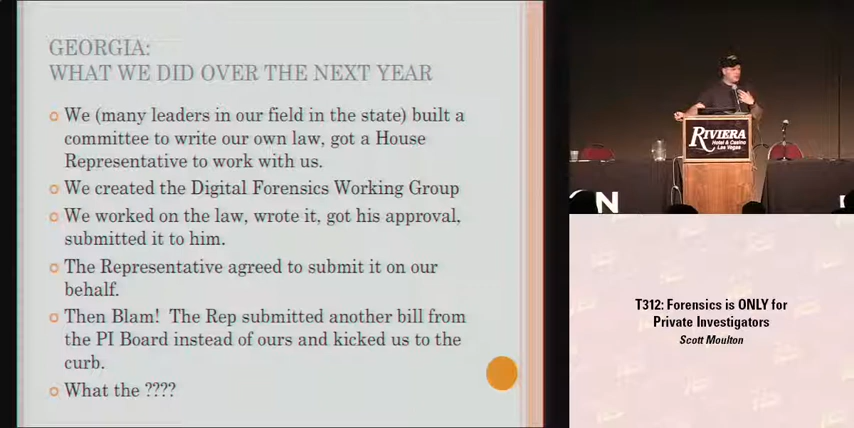 GEORGIA:
WHAT WE DID OVER THE NEXT YEAR
We (many leaders in our field in the state) built a
committee to write our own law, got a House
Representative to work with us.
We created the Digital Forensics Working Group
We worked on the law, wrote it, got his approval,
submitted it to him.
The Representative agreed to submit it on our
behalf.
Then Blam! The Rep submitted another bill from
the PI Board instead of ours and kicked us to the
curb.
What the ????
RIVIERA
Hotel & Casino
Las Vegas
ON
T312: Forensics is ONLY for
Private Investigators
Scott Moulton